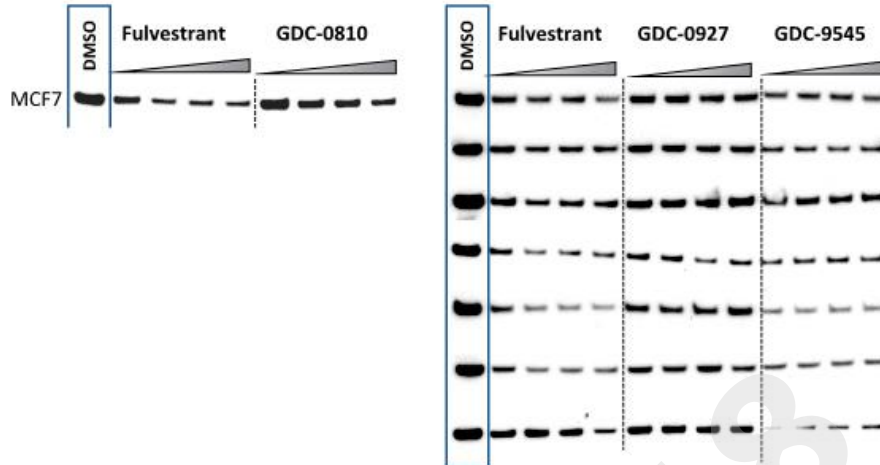 DMSO
Fulvestrant GDC-0810
MCF7
DMSO
Fulvestrant GDC-0927 GDC-9545